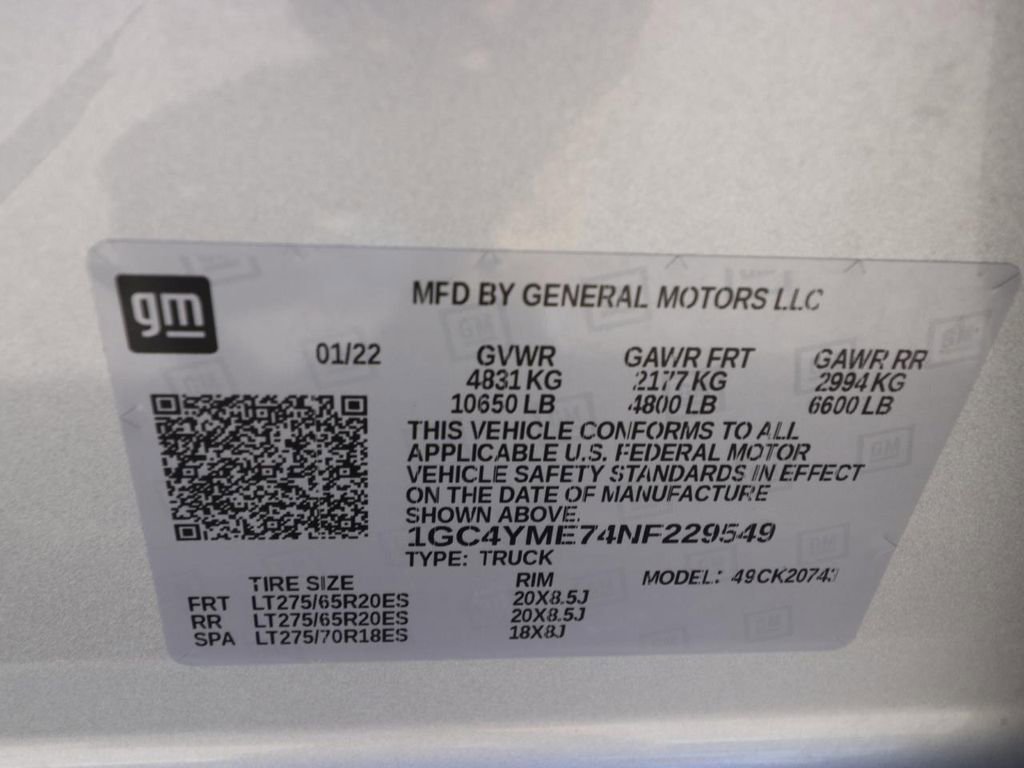 gm
MFD BY GENERAL MOTORS LLC
01/22 GVWR GAWR FRT GAWR RR
4831 KG 2177 KG 2994 KG
10650 LB 4800 LB 6600 LB
THIS VEHICLE CONFORMS TO ALL
APPLICABLE U.S. FEDERAL MOTOR
VEHICLE SAFETY STANDARDS IN EFFECT
ON THE DATE OF MANUFACTURE
SHOWN ABOVE.
1GC4YME74NF229549
TYPE: TRUCK
TIRE SIZE RIM MODEL: 49CK20743
FRT LT275/65R20ES 20X8.5J
RR LT275/65R20ES 20X8.5J
SPA LT275/70R18ES 18X8J